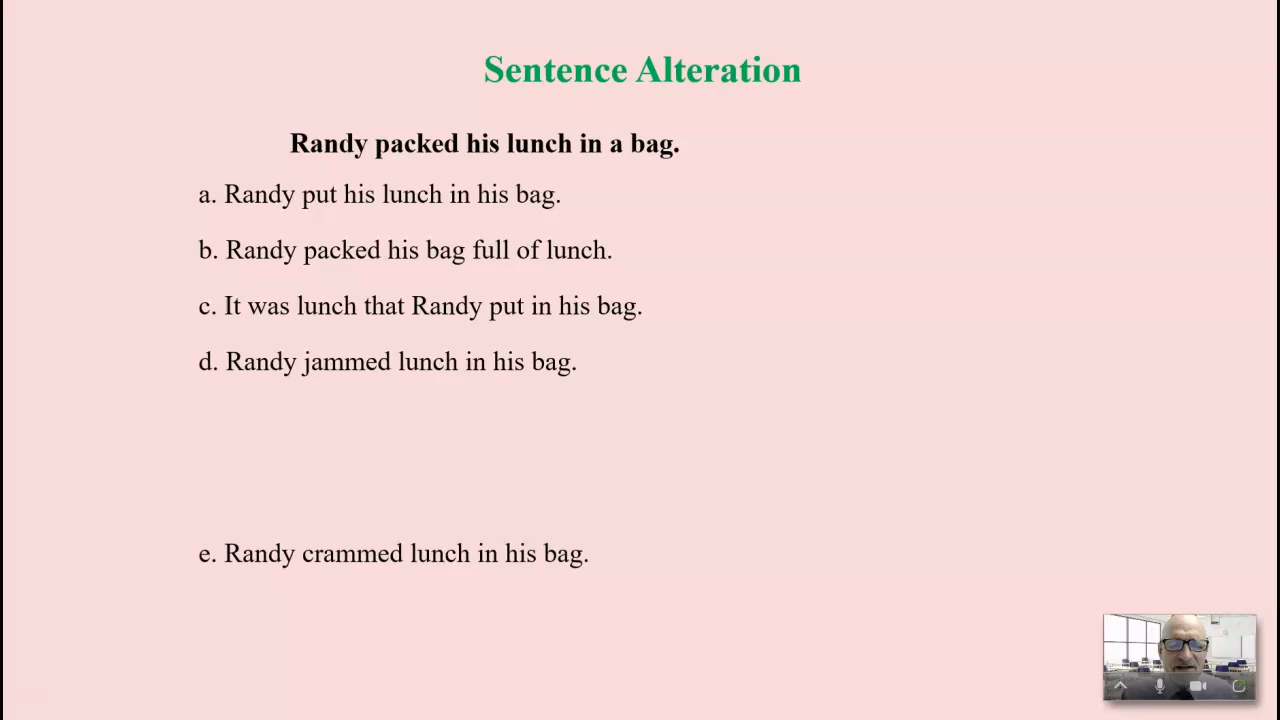 Sentence Alteration
Randy packed his lunch in a bag.
a. Randy put his lunch in his bag.
b. Randy packed his bag full of lunch.
c. It was lunch that Randy put in his bag.
d. Randy jammed lunch in his bag.
e. Randy crammed lunch in his bag.